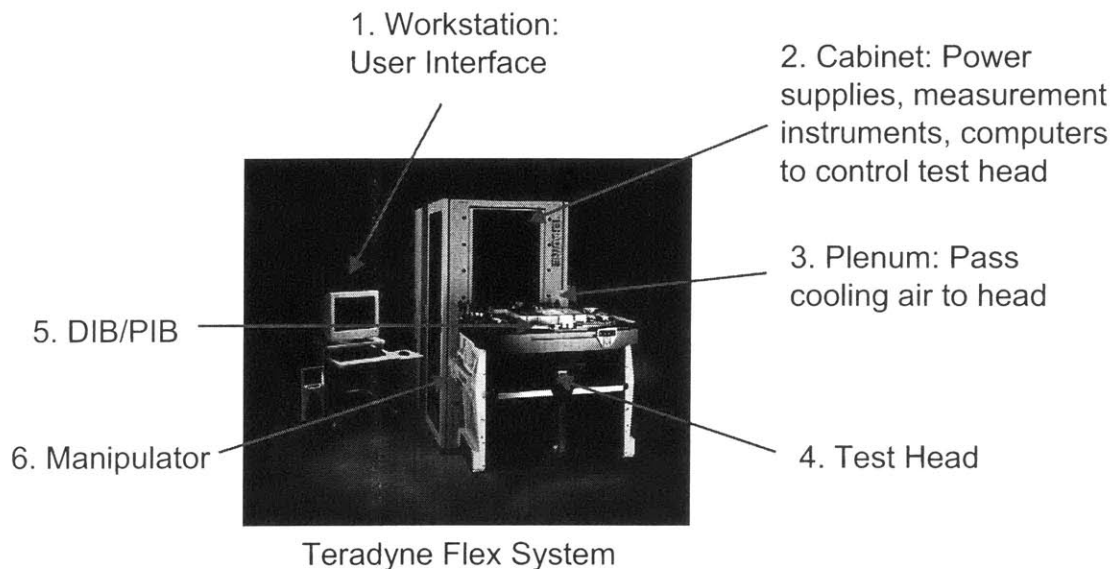 1. Workstation:
User Interface
2. Cabinet: Power
supplies, measurement
instruments, computers
to control test head
3. Plenum: Pass
cooling air to head
5. DIB/PIB
6. Manipulator
4. Test Head
Teradyne Flex System